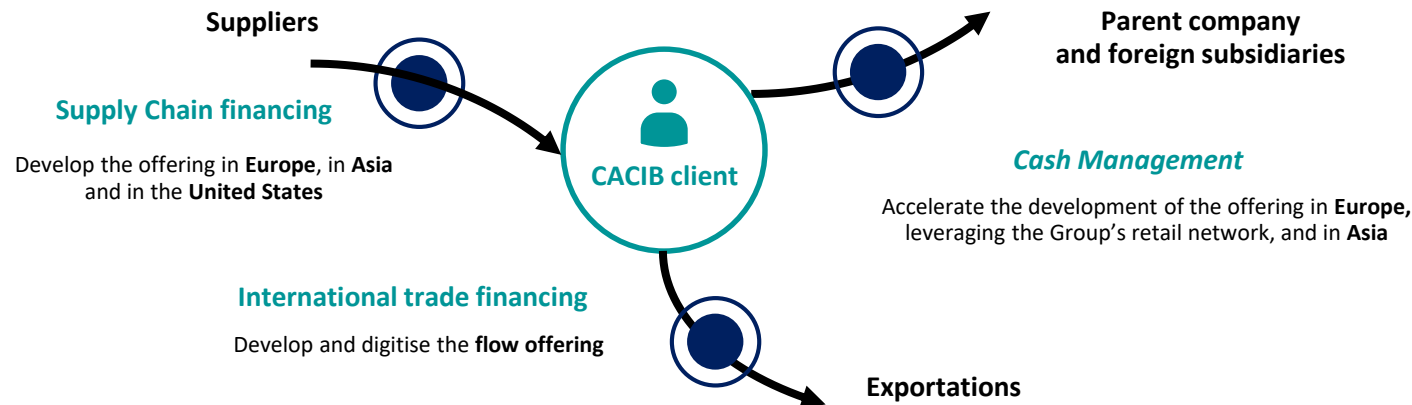 Suppliers
Supply Chain financing
Develop the offering in Europe, in Asia
and in the United States
CACIB client
Parent company
and foreign subsidiaries
Cash Management
Accelerate the development of the offering in Europe,
leveraging the Group’s retail network, and in Asia
International trade financing
Develop and digitise the flow offering
Exportations